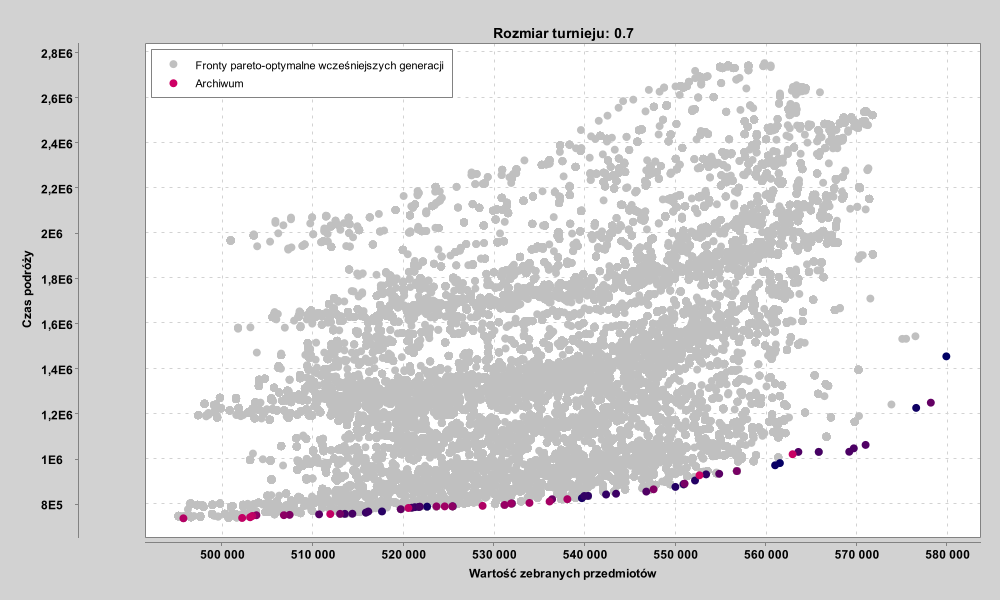 Rozmiar turnieju: 0.7
Fronty pareto-optymalne wcześniejszych generacji
Archiwum
2,8E6
2,6E6
2,4E6
2,2E6
2E6
1,8E6
1,6E6
1,4E6
1,2E6
1E6
8E5
Czas podróży
500 000 510 000 520 000 530 000 540 000 550 000 560 000 570 000 580 000
Wartość zebranych przedmiotów